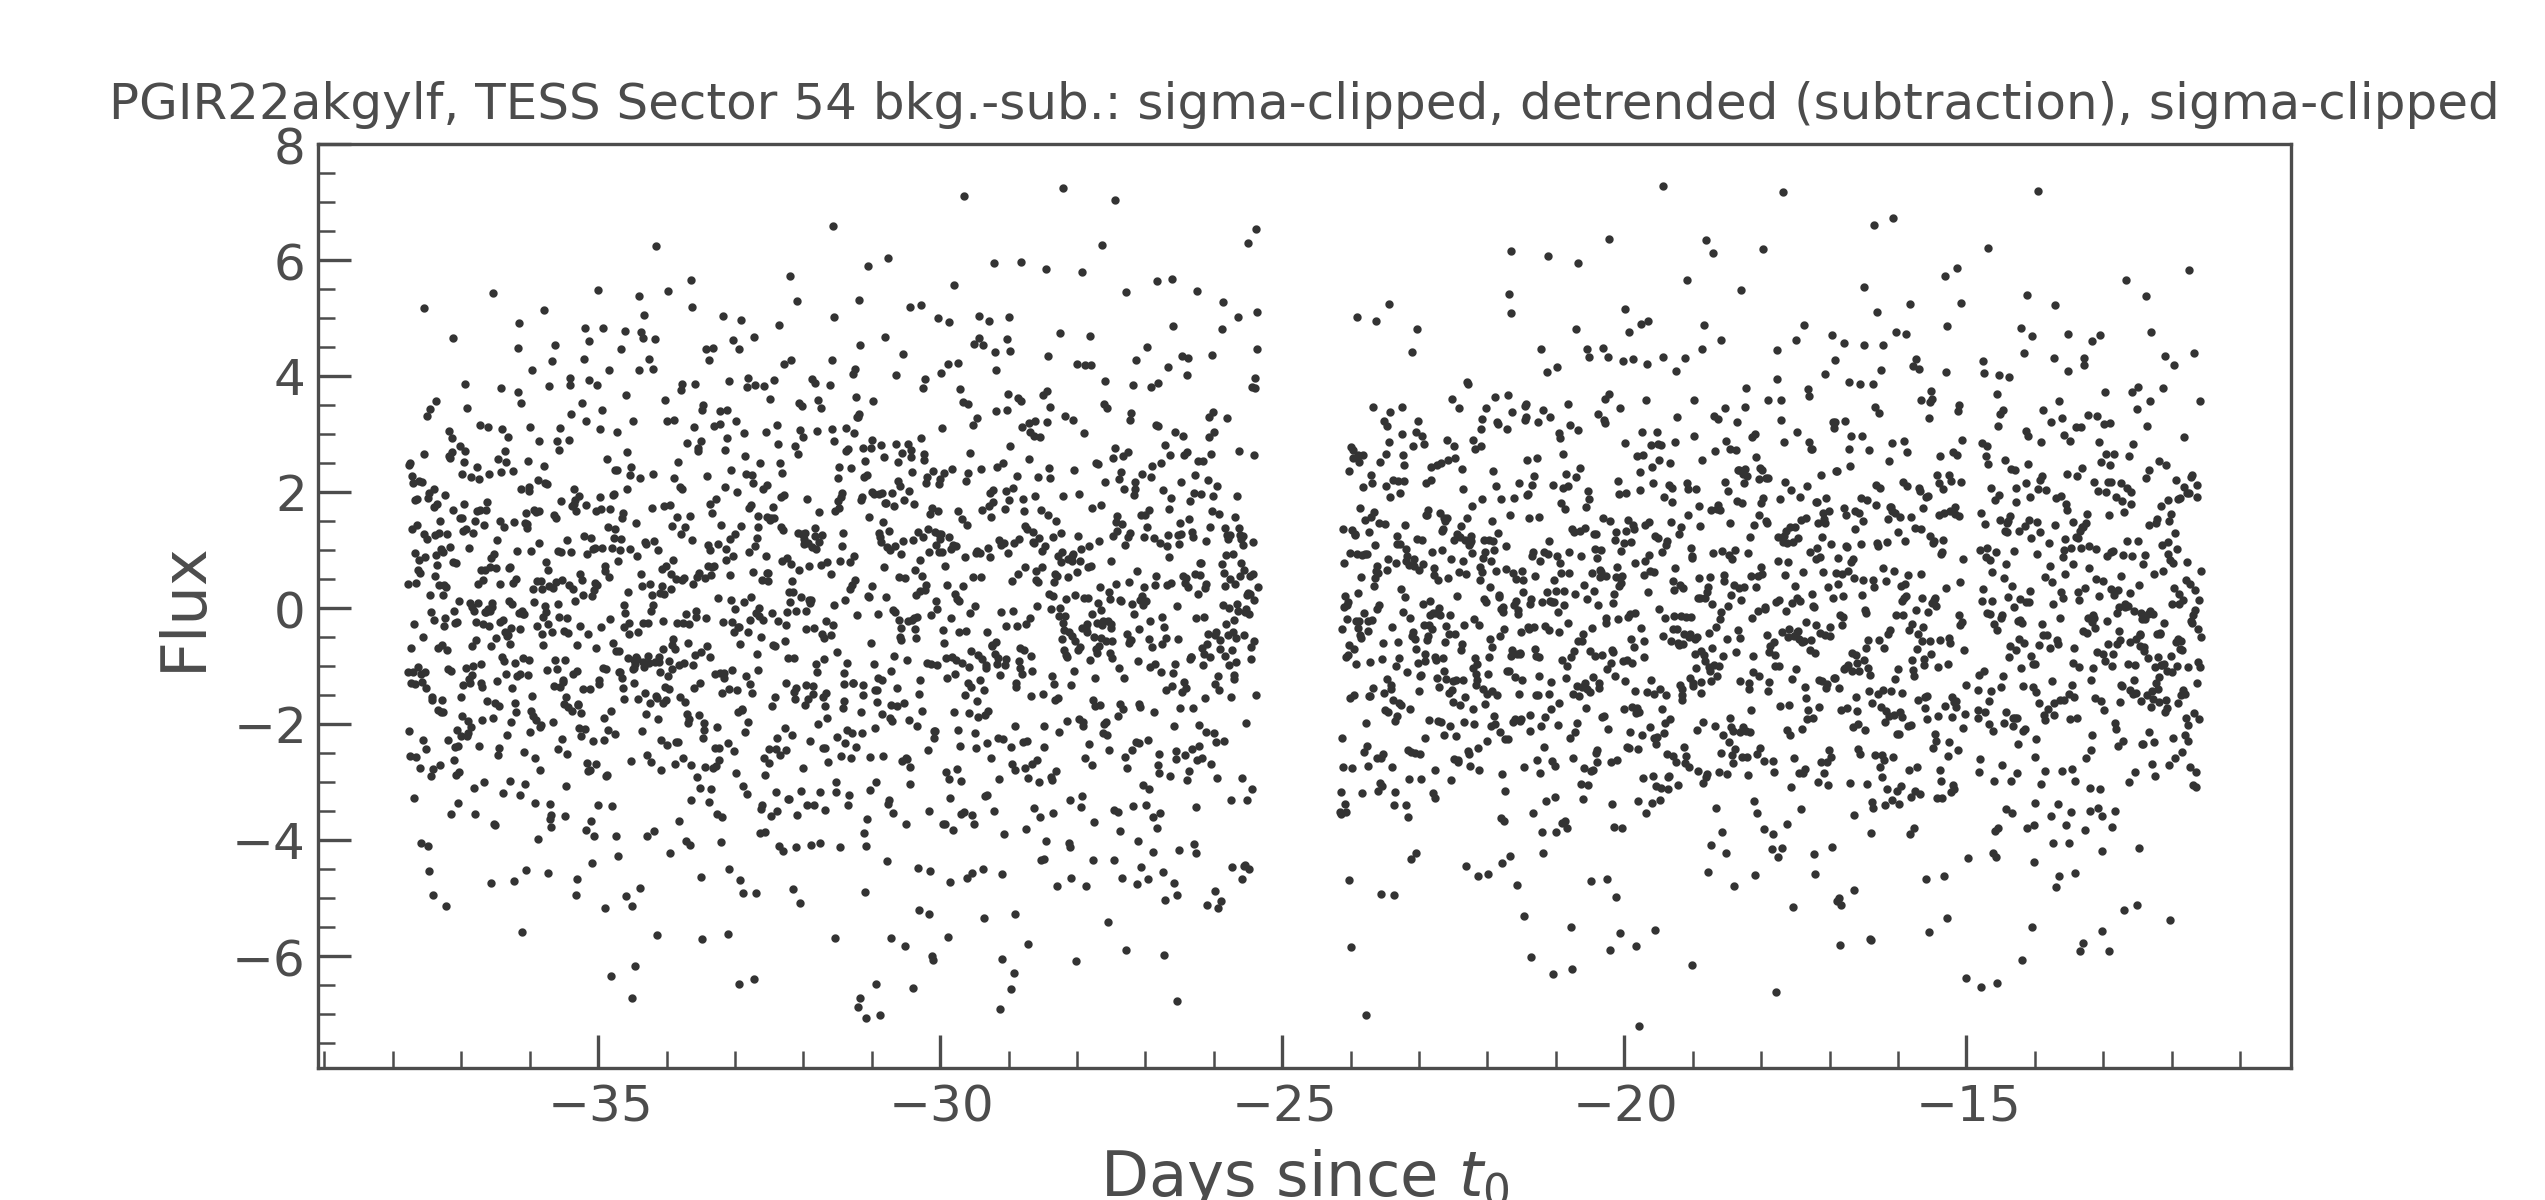 PGIR22akgylf, TESS Sector 54 bkg.-sub.: sigma-clipped, detrended (subtraction), sigma-clipped
8
6
4
2
0
−2
−4
−6
Flux
−35 −30 −25 −20 −15
Days since t₀